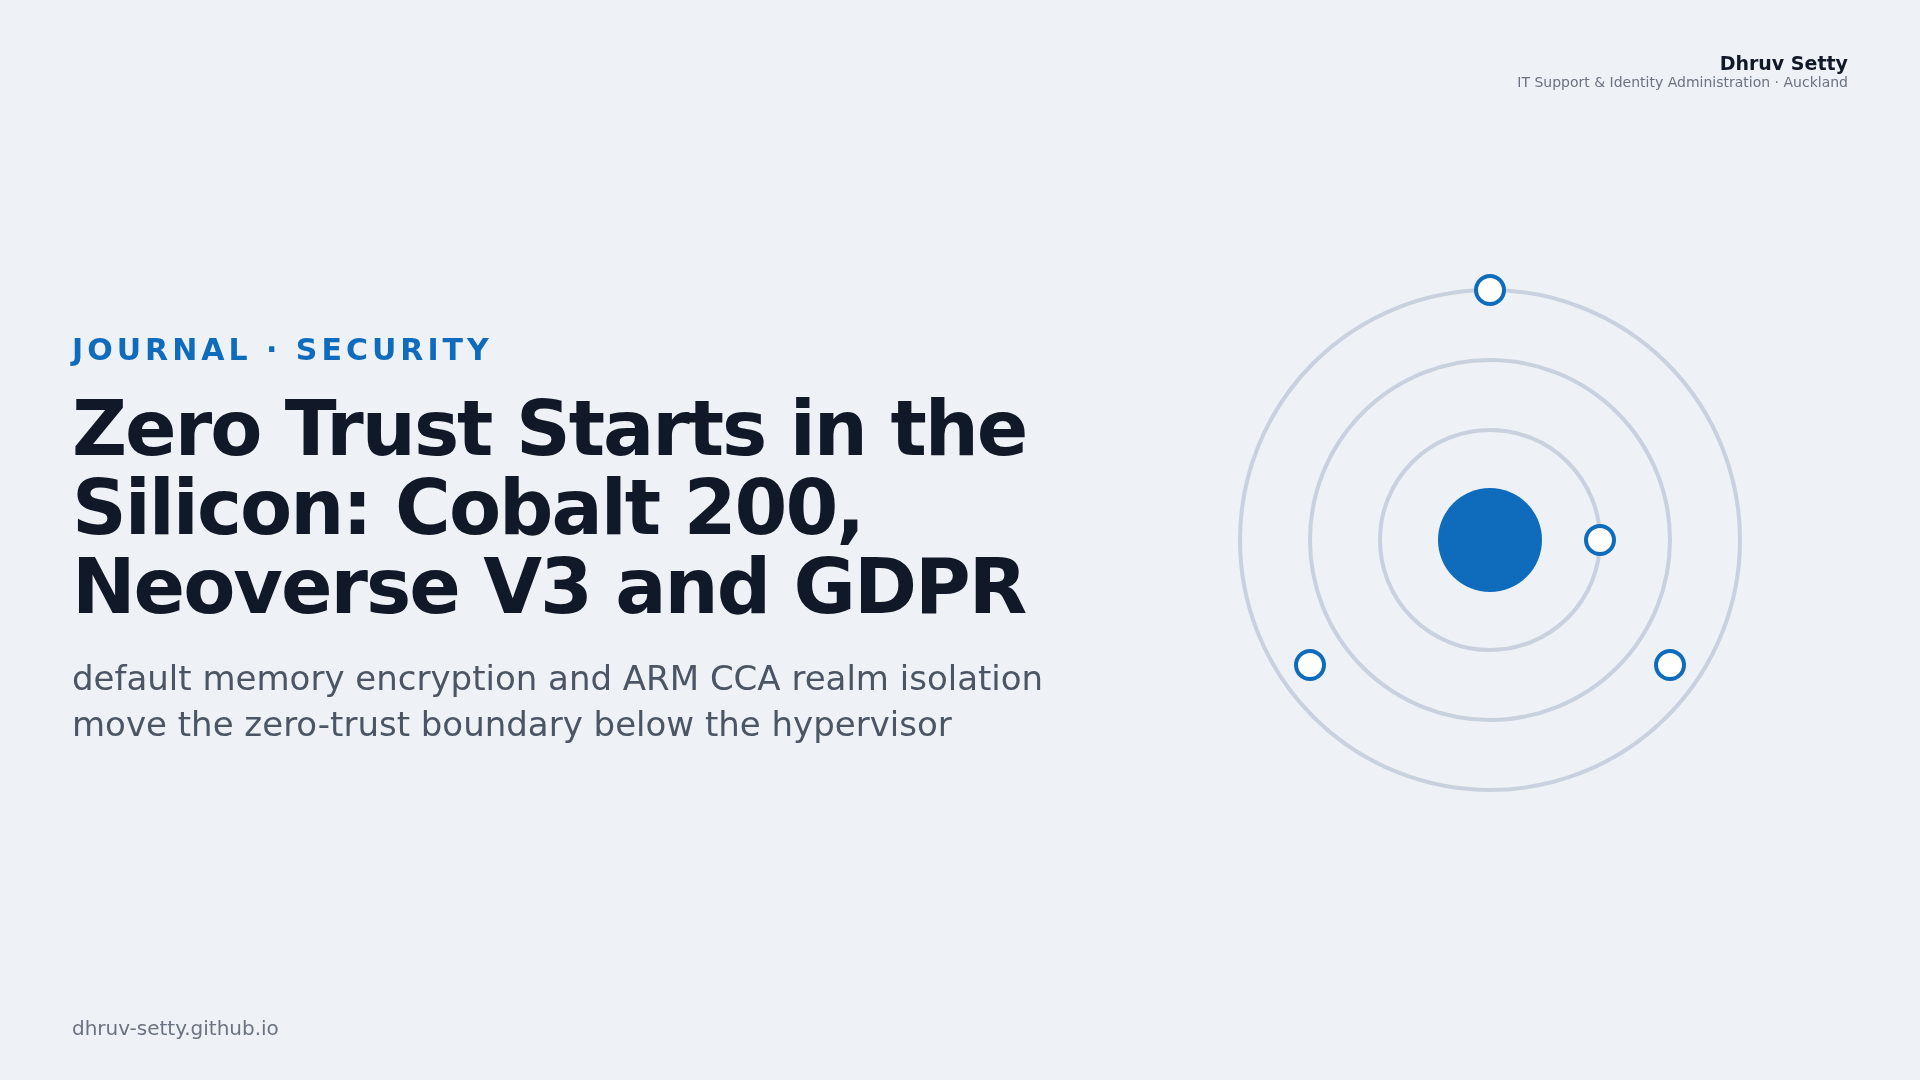 Dhruv Setty
IT Support & Identity Administration · Auckland
JOURNAL · SECURITY
Zero Trust Starts in the
Silicon: Cobalt 200,
Neoverse V3 and GDPR
default memory encryption and ARM CCA realm isolation
move the zero-trust boundary below the hypervisor
dhruv-setty.github.io